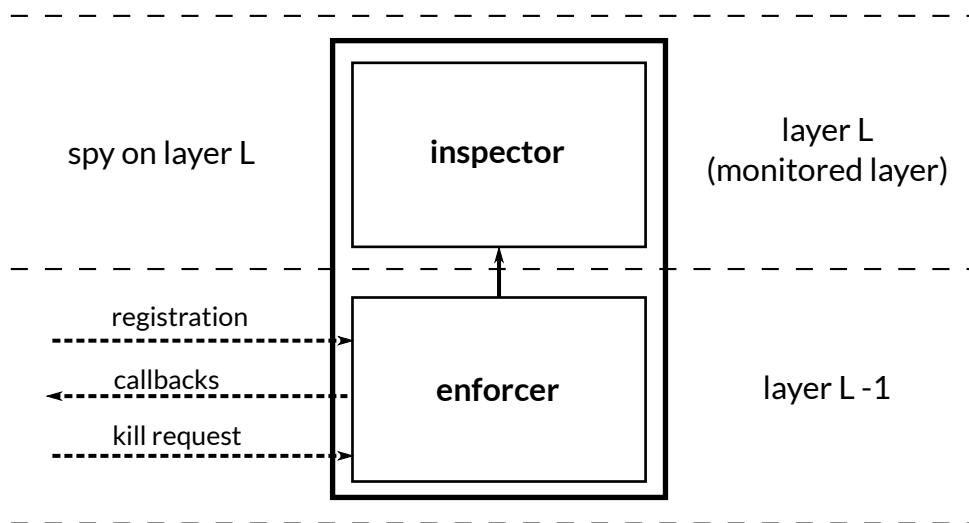 spy on layer L
inspector
layer L
(monitored layer)
registration
callbacks
kill request
enforcer
layer L -1